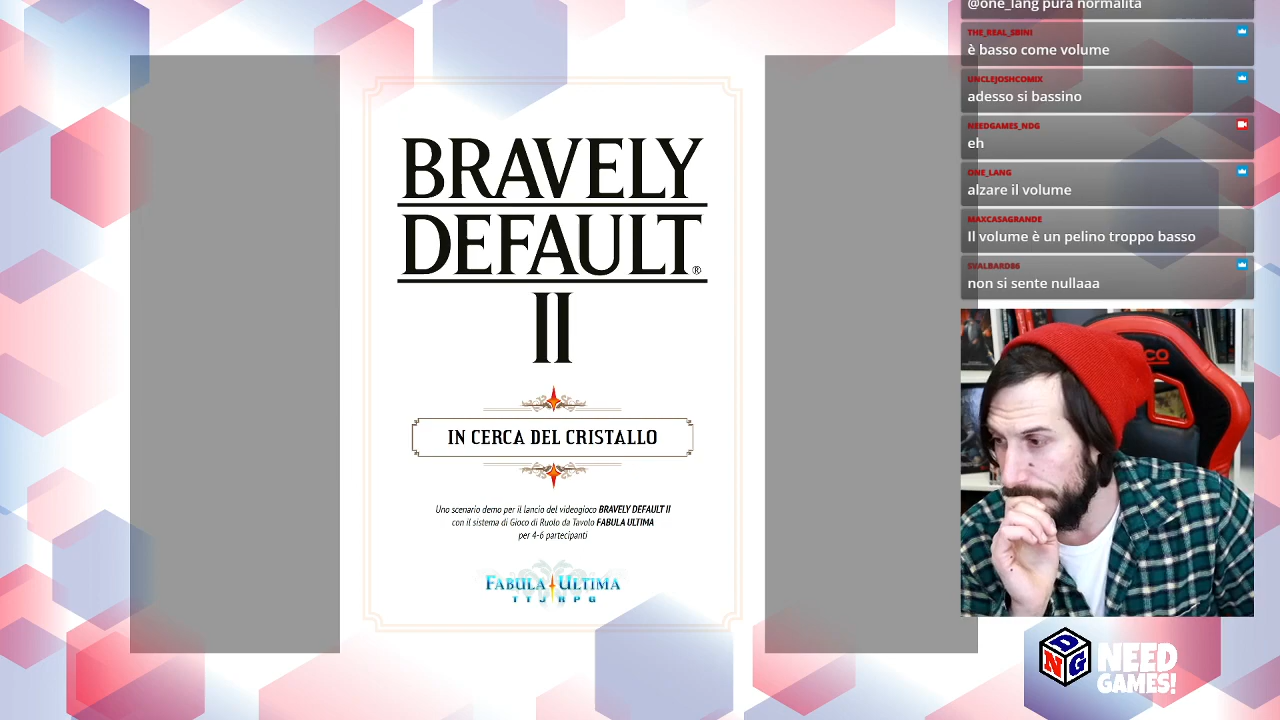 BRAVELY
DEFAULT®
II
IN CERCA DEL CRISTALLO
Uno scenario demo per il lancio del videogioco BRAVELY DEFAULT II
con il sistema di Gioco di Ruolo da Tavolo FABULA ULTIMA
per 4-6 partecipanti
FABULA ULTIMA
TTJRPG
@one_lang pura normalità
THE_REAL_SBINI
è basso come volume
UNCLEJOSHCOMIX
adesso si bassino
NEEDGAMES_NDG
eh
ONE_LANG
alzare il volume
MAXCASAGRANDE
Il volume è un pelino troppo basso
SVALBARD86
non si sente nullaaa
NDG
NEED
GAMES!